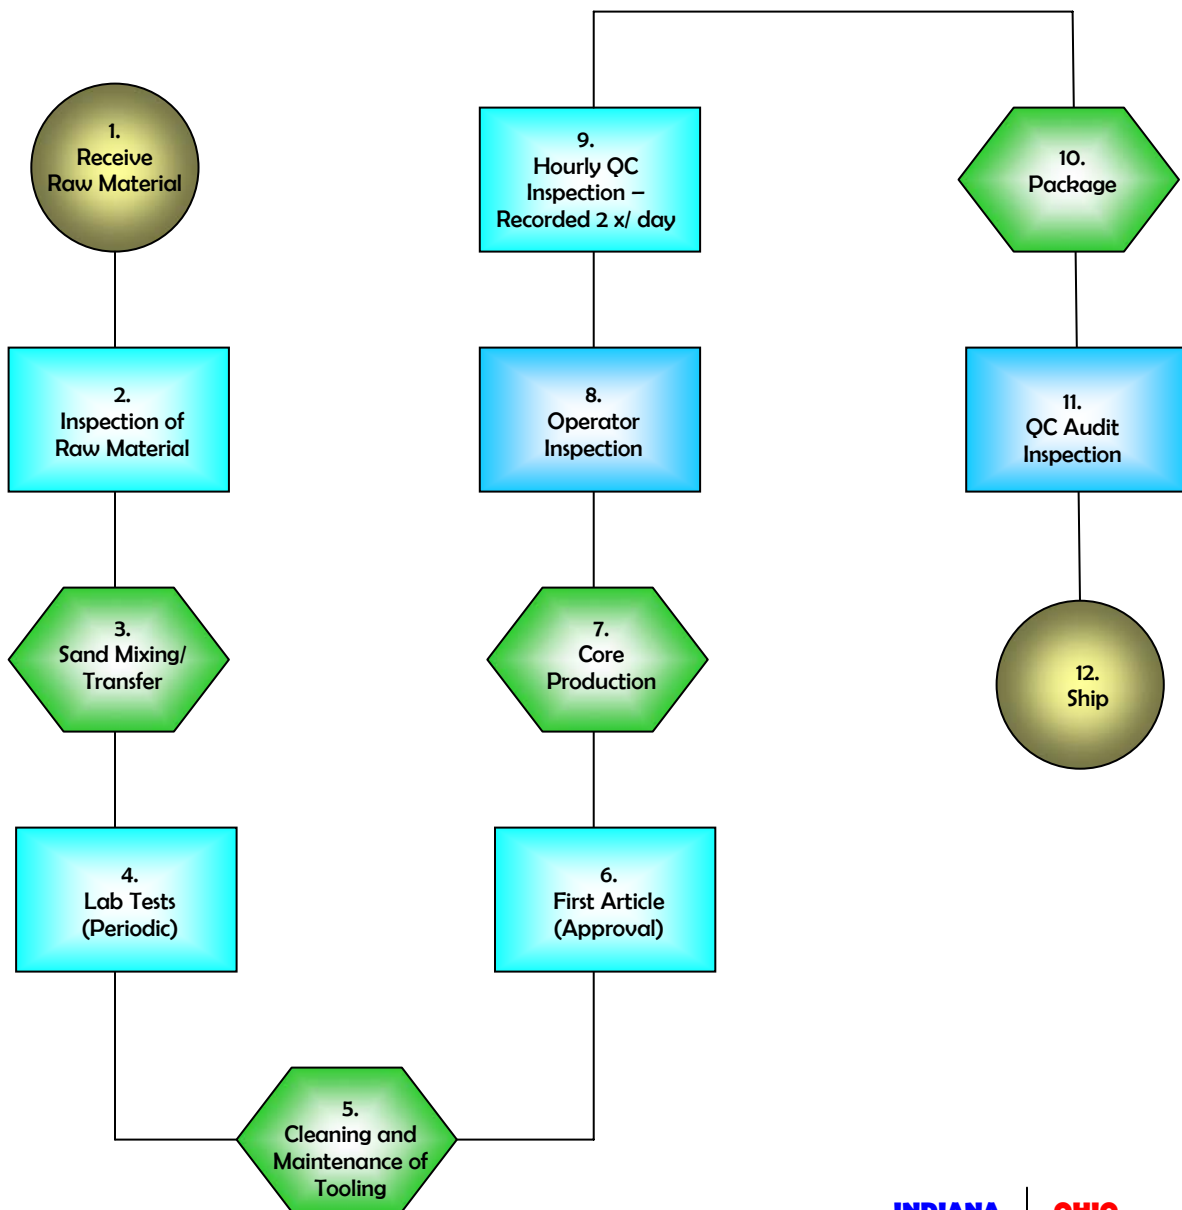 1.
Receive
Raw Material
2.
Inspection of
Raw Material
3.
Sand Mixing/
Transfer
4.
Lab Tests
(Periodic)
5.
Cleaning and
Maintenance of
Tooling
6.
First Article
(Approval)
7.
Core
Production
8.
Operator
Inspection
9.
Hourly QC
Inspection –
Recorded 2 x/ day
10.
Package
11.
QC Audit
Inspection
12.
Ship
INDIANA
OHIO